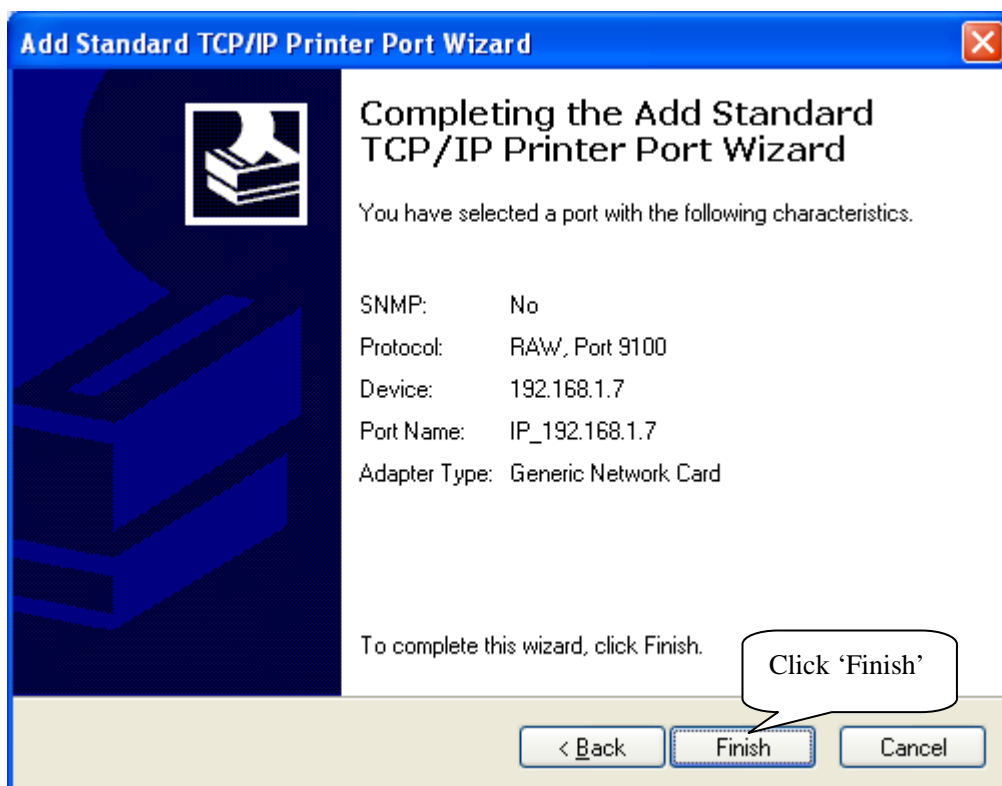 Add Standard TCP/IP Printer Port Wizard
Completing the Add Standard
TCP/IP Printer Port Wizard
You have selected a port with the following characteristics.
SNMP: No
Protocol: RAW, Port 9100
Device: 192.168.1.7
Port Name: IP_192.168.1.7
Adapter Type: Generic Network Card
To complete this wizard, click Finish.
Click ‘Finish’
< Back Finish Cancel